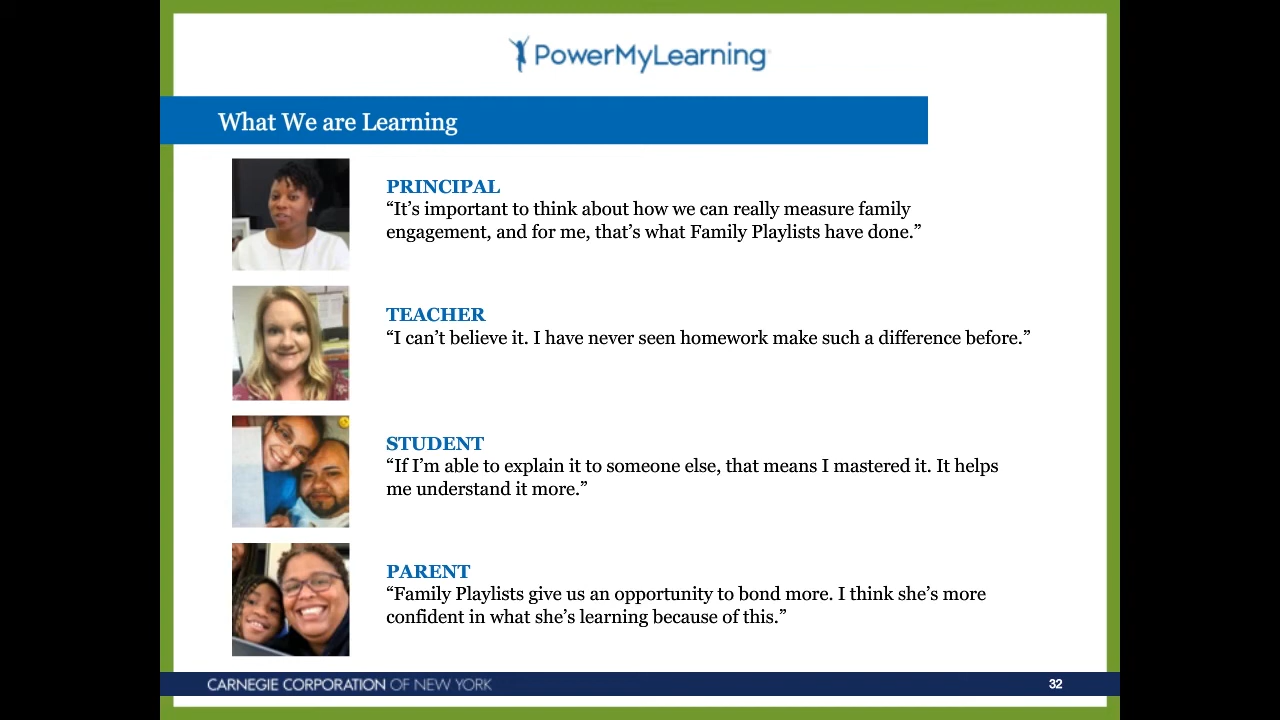 PowerMyLearning
What We are Learning
PRINCIPAL
“It’s important to think about how we can really measure family
engagement, and for me, that’s what Family Playlists have done.”
TEACHER
“I can’t believe it. I have never seen homework make such a difference before.”
STUDENT
“If I’m able to explain it to someone else, that means I mastered it. It helps
me understand it more.”
PARENT
“Family Playlists give us an opportunity to bond more. I think she’s more
confident in what she’s learning because of this.”
CARNEGIE CORPORATION OF NEW YORK
32